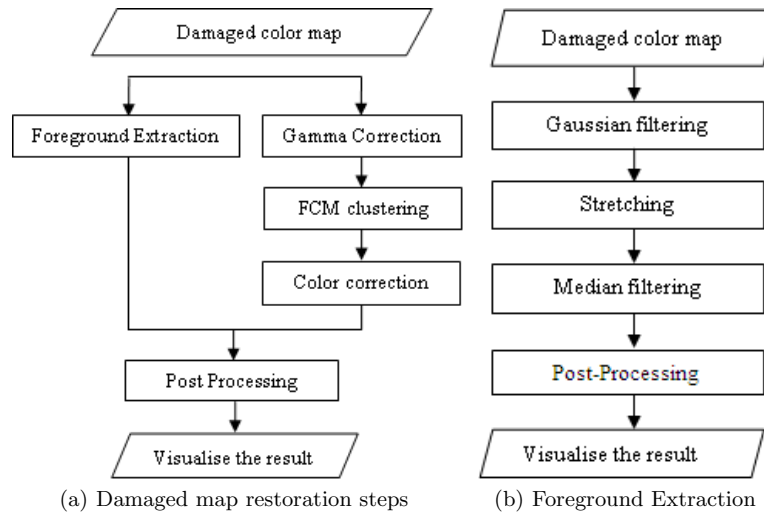 Damaged color map
Foreground Extraction
Gamma Correction
FCM clustering
Color correction
Post Processing
Visualise the result
(a) Damaged map restoration steps
Damaged color map
Gaussian filtering
Stretching
Median filtering
Post-Processing
Visualise the result
(b) Foreground Extraction